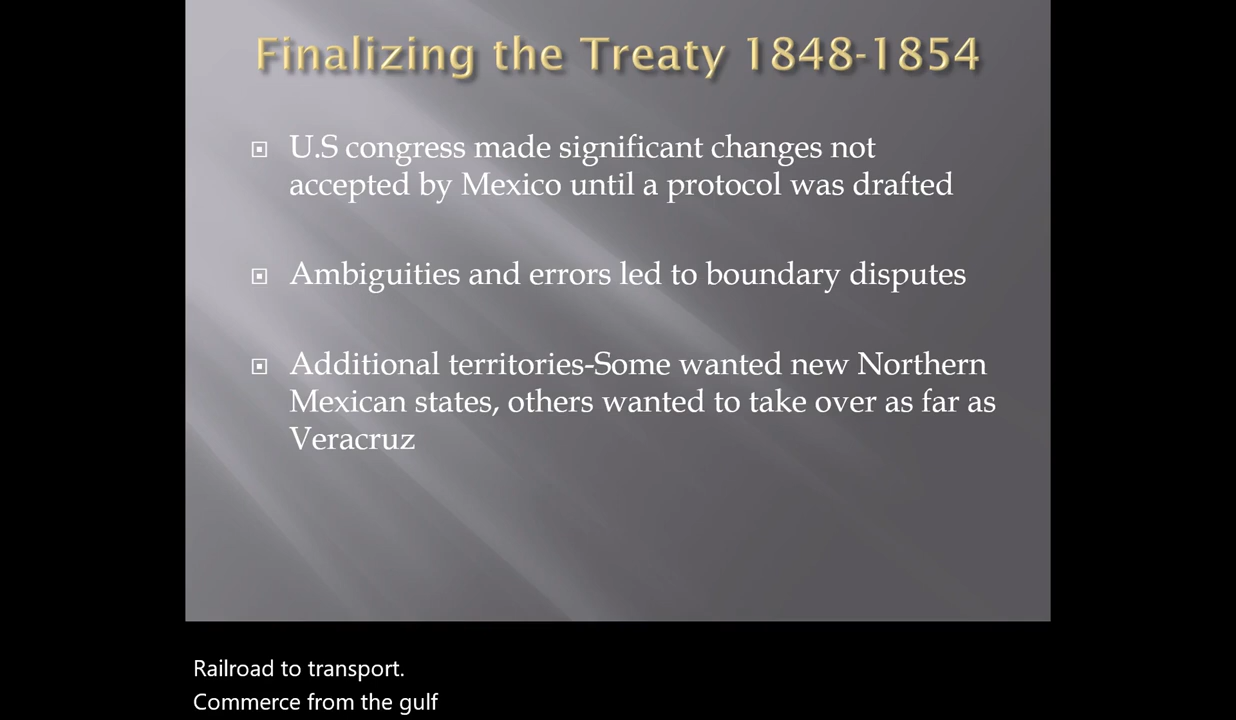 Finalizing the Treaty 1848-1854
U.S congress made significant changes not
accepted by Mexico until a protocol was drafted
Ambiguities and errors led to boundary disputes
Additional territories-Some wanted new Northern
Mexican states, others wanted to take over as far as
Veracruz
Railroad to transport.
Commerce from the gulf